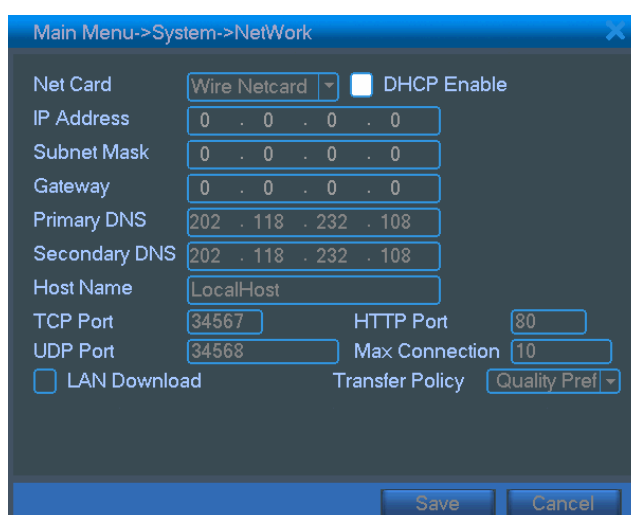 Main Menu->System->NetWork
Net Card Wire Netcard DHCP Enable
IP Address 0 . 0 . 0 . 0
Subnet Mask 0 . 0 . 0 . 0
Gateway 0 . 0 . 0 . 0
Primary DNS 202 . 118 . 232 . 108
Secondary DNS 202 . 118 . 232 . 108
Host Name LocalHost
TCP Port 34567 HTTP Port 80
UDP Port 34568 Max Connection 10
LAN Download Transfer Policy Quality Pref
Save Cancel